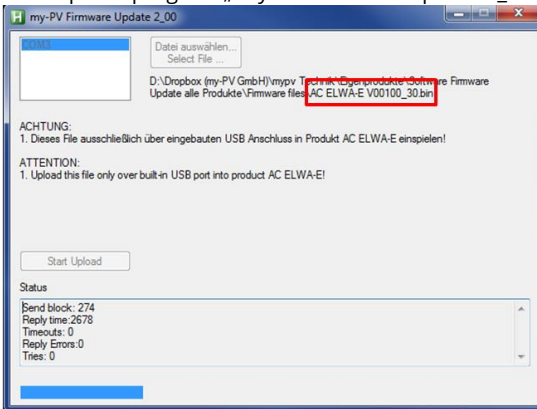 my-PV Firmware Update 2_00
COM3
Datei auswählen...
Select File ...
D:\Dropbox (my-PV GmbH)\mypv Technik\Eigenprodukte\Software Firmware
Update alle Produkte\Firmware files\AC ELWA-E V00100_30.bin
ACHTUNG:
1. Dieses File ausschließlich über eingebauten USB Anschluss in Produkt AC ELWA-E einspielen!
ATTENTION:
1. Upload this file only over built-in USB port into product AC ELWA-E!
Start Upload
Status
Send block: 274
Reply time:2678
Timeouts: 0
Reply Errors:0
Tries: 0